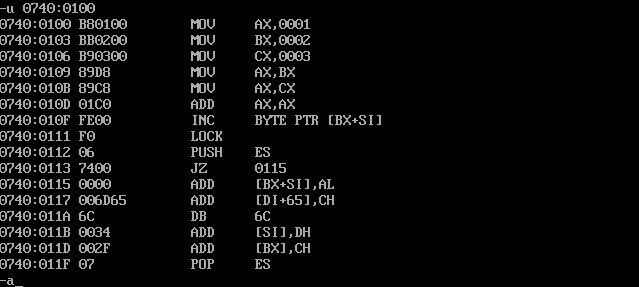 -u 0740:0100
0740:0100 B80100 MOV AX,0001
0740:0103 BB0200 MOV BX,0002
0740:0106 B90300 MOV CX,0003
0740:0109 89D8 MOV AX,BX
0740:010B 89C8 MOV AX,CX
0740:010D 01C0 ADD AX,AX
0740:010F FE00 INC BYTE PTR [BX+SI]
0740:0111 F0 LOCK
0740:0112 06 PUSH ES
0740:0113 7400 JZ 0115
0740:0115 0000 ADD [BX+SI],AL
0740:0117 006D65 ADD [DI+65],CH
0740:011A 6C DB 6C
0740:011B 0034 ADD [SI],DH
0740:011D 002F ADD [BX],CH
0740:011F 07 POP ES
-a_